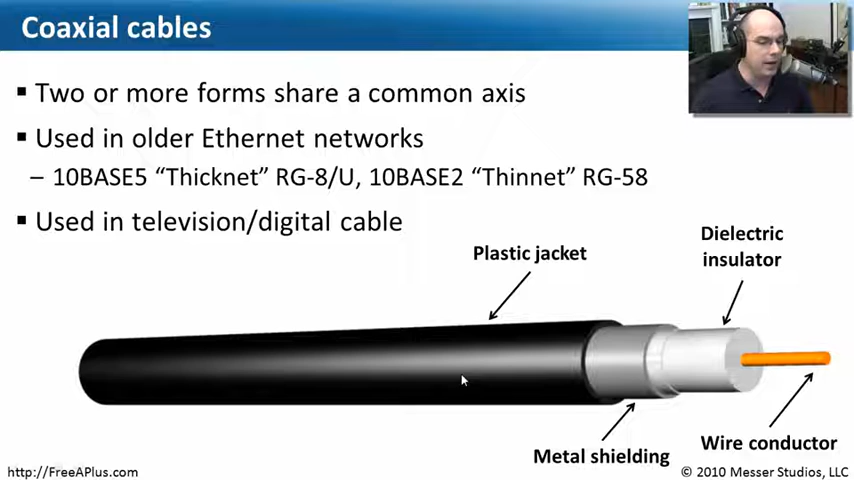 Coaxial cables
▪ Two or more forms share a common axis
▪ Used in older Ethernet networks
– 10BASE5 “Thicknet” RG-8/U, 10BASE2 “Thinnet” RG-58
▪ Used in television/digital cable
Plastic jacket
Dielectric
insulator
Metal shielding
Wire conductor
http://FreeAPlus.com
© 2010 Messer Studios, LLC